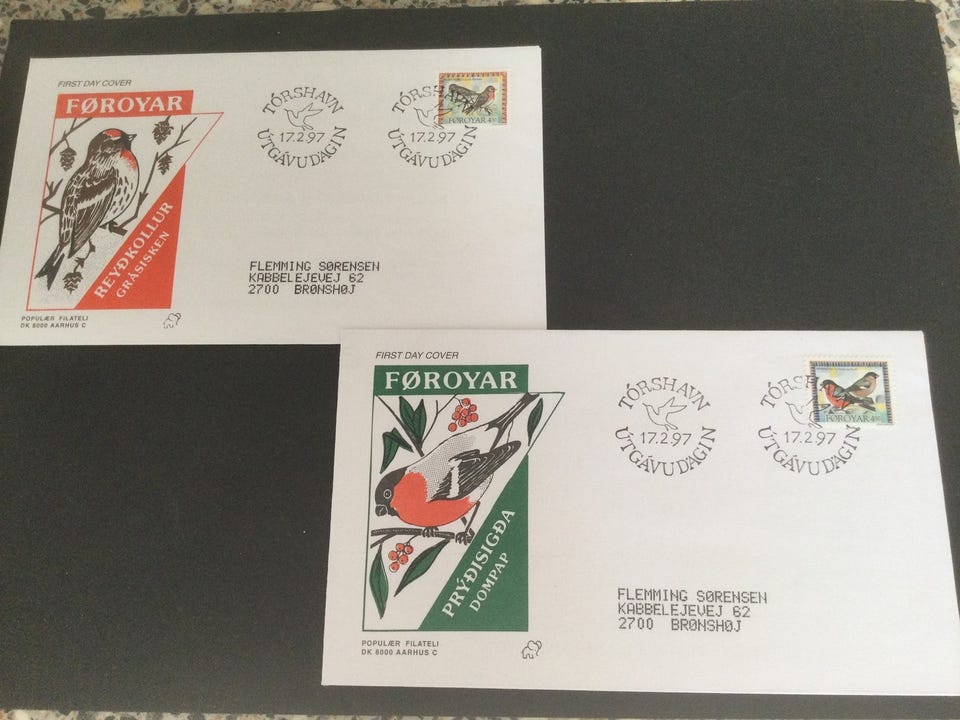 FIRST DAY COVER
FØROYAR
REYÐKOLLUR
GRÅSISKEN
POPULÆR FILATELI
DK 8000 AARHUS C
TÓRSHAVN
17.2.97
ÚTGÁVUDAGIN
TÓRSHAVN
17.2.97
ÚTGÁVUDAGIN
FØROYAR
FLEMMING SØRENSEN
KABBELEJEVEJ 62
2700 BRØNSHØJ
FIRST DAY COVER
FØROYAR
PRÝÐISIGÐA
DOMPAP
POPULÆR FILATELI
DK 8000 AARHUS C
TÓRSHAVN
17.2.97
ÚTGÁVUDAGIN
TÓRSHAVN
17.2.97
ÚTGÁVUDAGIN
FØROYAR
FLEMMING SØRENSEN
KABBELEJEVEJ 62
2700 BRØNSHØJ